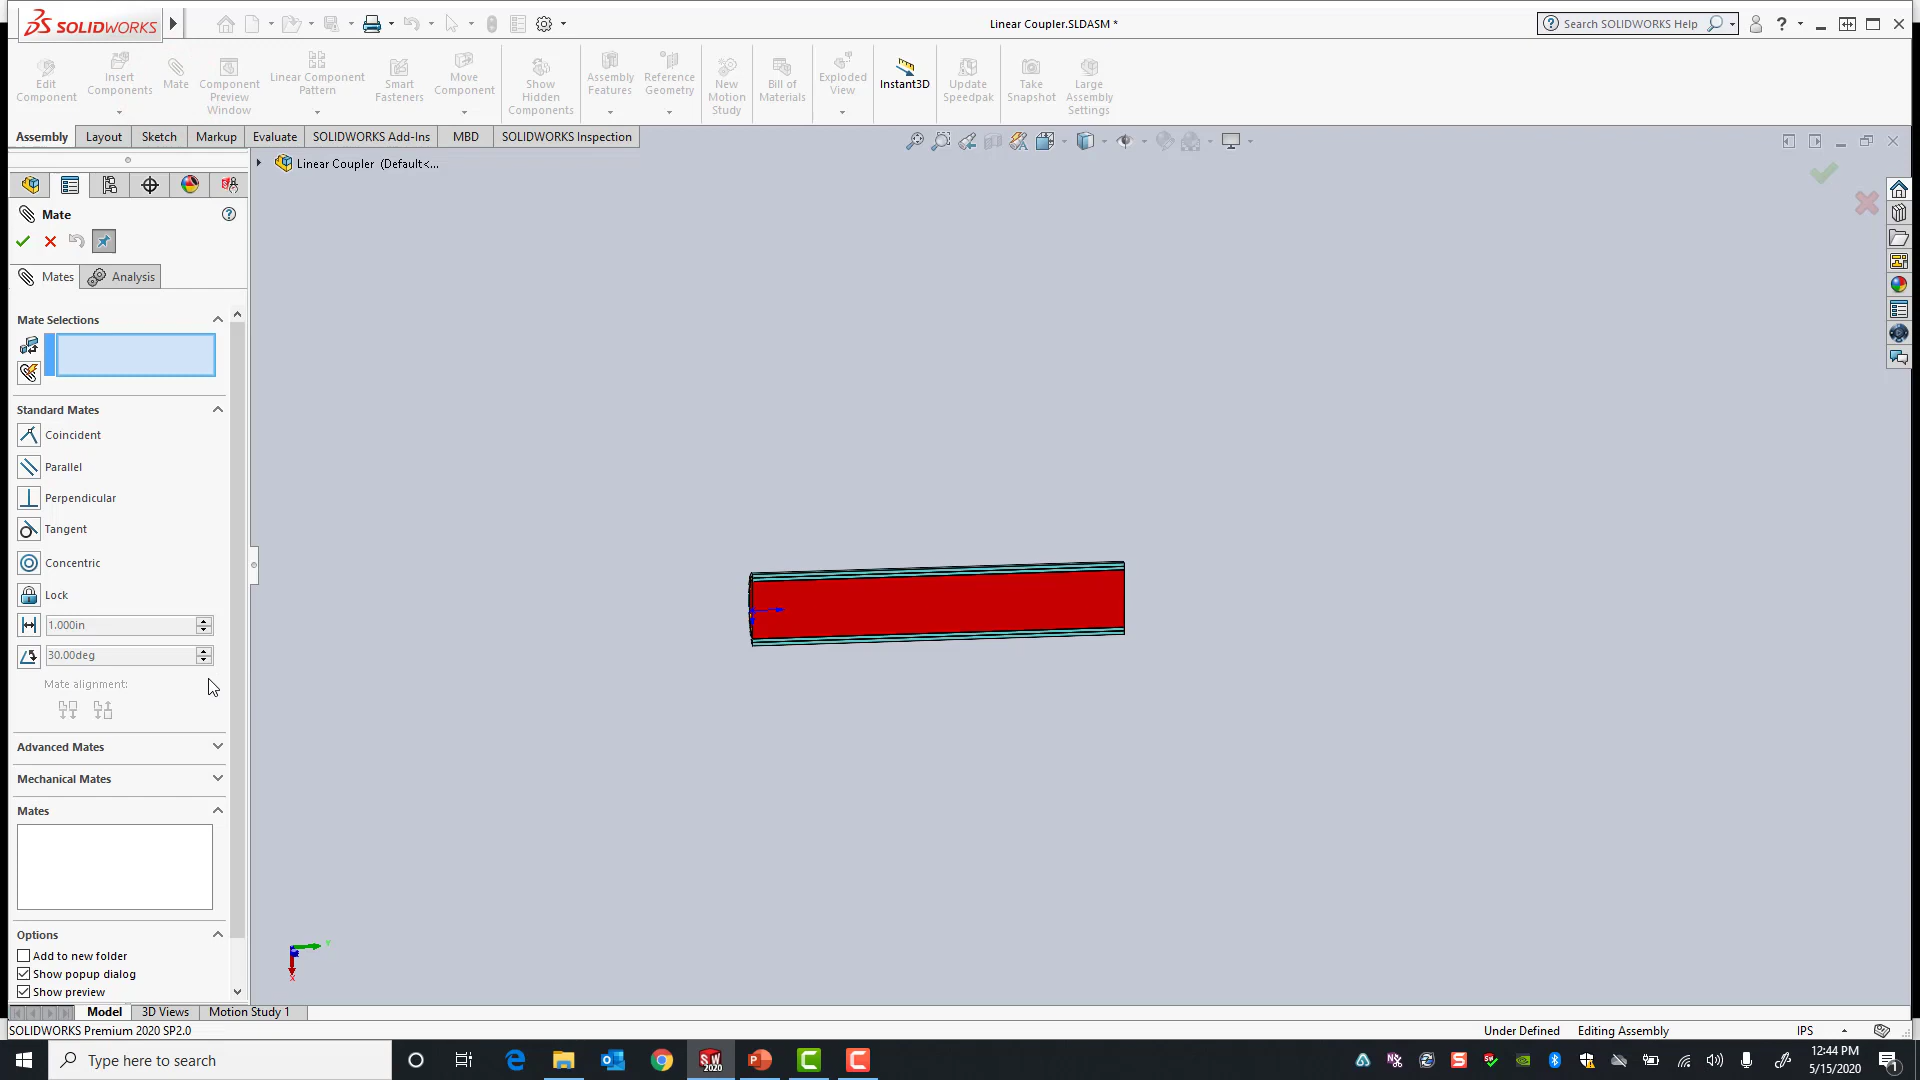 SOLIDWORKS
Linear Coupler.SLDASM *
Search SOLIDWORKS Help
Edit Component
Insert Components
Mate
Component Preview Window
Linear Component Pattern
Smart Fasteners
Move Component
Show Hidden Components
Assembly Features
Reference Geometry
New Motion Study
Bill of Materials
Exploded View
Instant3D
Update Speedpak
Take Snapshot
Large Assembly Settings
Assembly
Layout
Sketch
Markup
Evaluate
SOLIDWORKS Add-Ins
MBD
SOLIDWORKS Inspection
Linear Coupler (Default<...
Mate
Mates
Analysis
Mate Selections
Standard Mates
Coincident
Parallel
Perpendicular
Tangent
Concentric
Lock
1.000in
30.00deg
Mate alignment:
Advanced Mates
Mechanical Mates
Mates
Options
Add to new folder
Show popup dialog
Show preview
Y
X
Model
3D Views
Motion Study 1
SOLIDWORKS Premium 2020 SP2.0
Under Defined
Editing Assembly
IPS
Type here to search
12:44 PM
5/15/2020